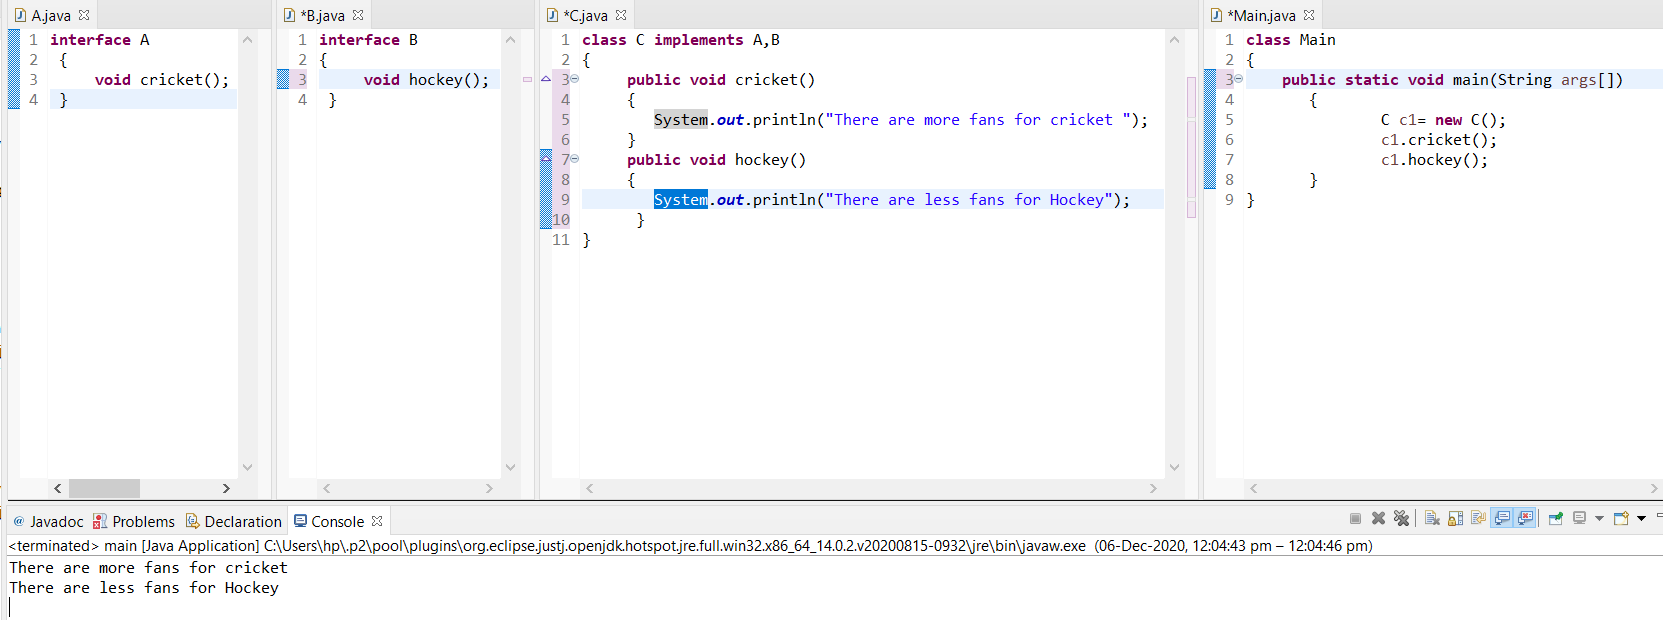 A.java
1 interface A
2 {
3 void cricket();
4 }
*B.java
1 interface B
2 {
3 void hockey();
4 }
*C.java
1 class C implements A,B
2 {
3 public void cricket()
4 {
5 System.out.println("There are more fans for cricket ");
6 }
7 public void hockey()
8 {
9 System.out.println("There are less fans for Hockey");
10 }
11 }
*Main.java
1 class Main
2 {
3 public static void main(String args[])
4 {
5 C c1= new C();
6 c1.cricket();
7 c1.hockey();
8 }
9 }
@ Javadoc Problems Declaration Console
<terminated> main [Java Application] C:\Users\hp\.p2\pool\plugins\org.eclipse.justj.openjdk.hotspot.jre.full.win32.x86_64_14.0.2.v20200815-0932\jre\bin\javaw.exe (06-Dec-2020, 12:04:43 pm – 12:04:46 pm)
There are more fans for cricket
There are less fans for Hockey